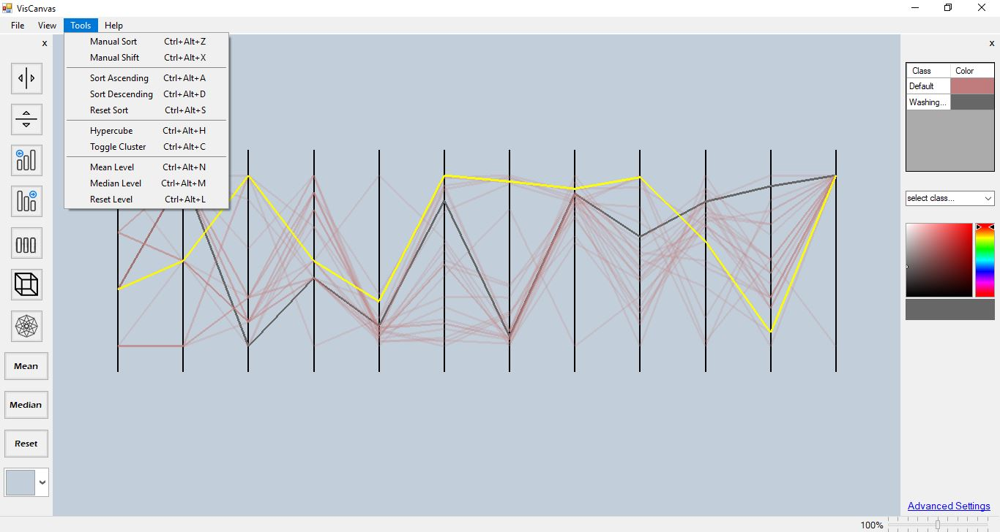 VisCanvas
File View Tools Help
x
x
Manual Sort Ctrl+Alt+Z
Manual Shift Ctrl+Alt+X
Sort Ascending Ctrl+Alt+A
Sort Descending Ctrl+Alt+D
Reset Sort Ctrl+Alt+S
Hypercube Ctrl+Alt+H
Toggle Cluster Ctrl+Alt+C
Mean Level Ctrl+Alt+N
Median Level Ctrl+Alt+M
Reset Level Ctrl+Alt+L
Mean
Median
Reset
Class Color
Default
Washing...
select class...
Advanced Settings
100%